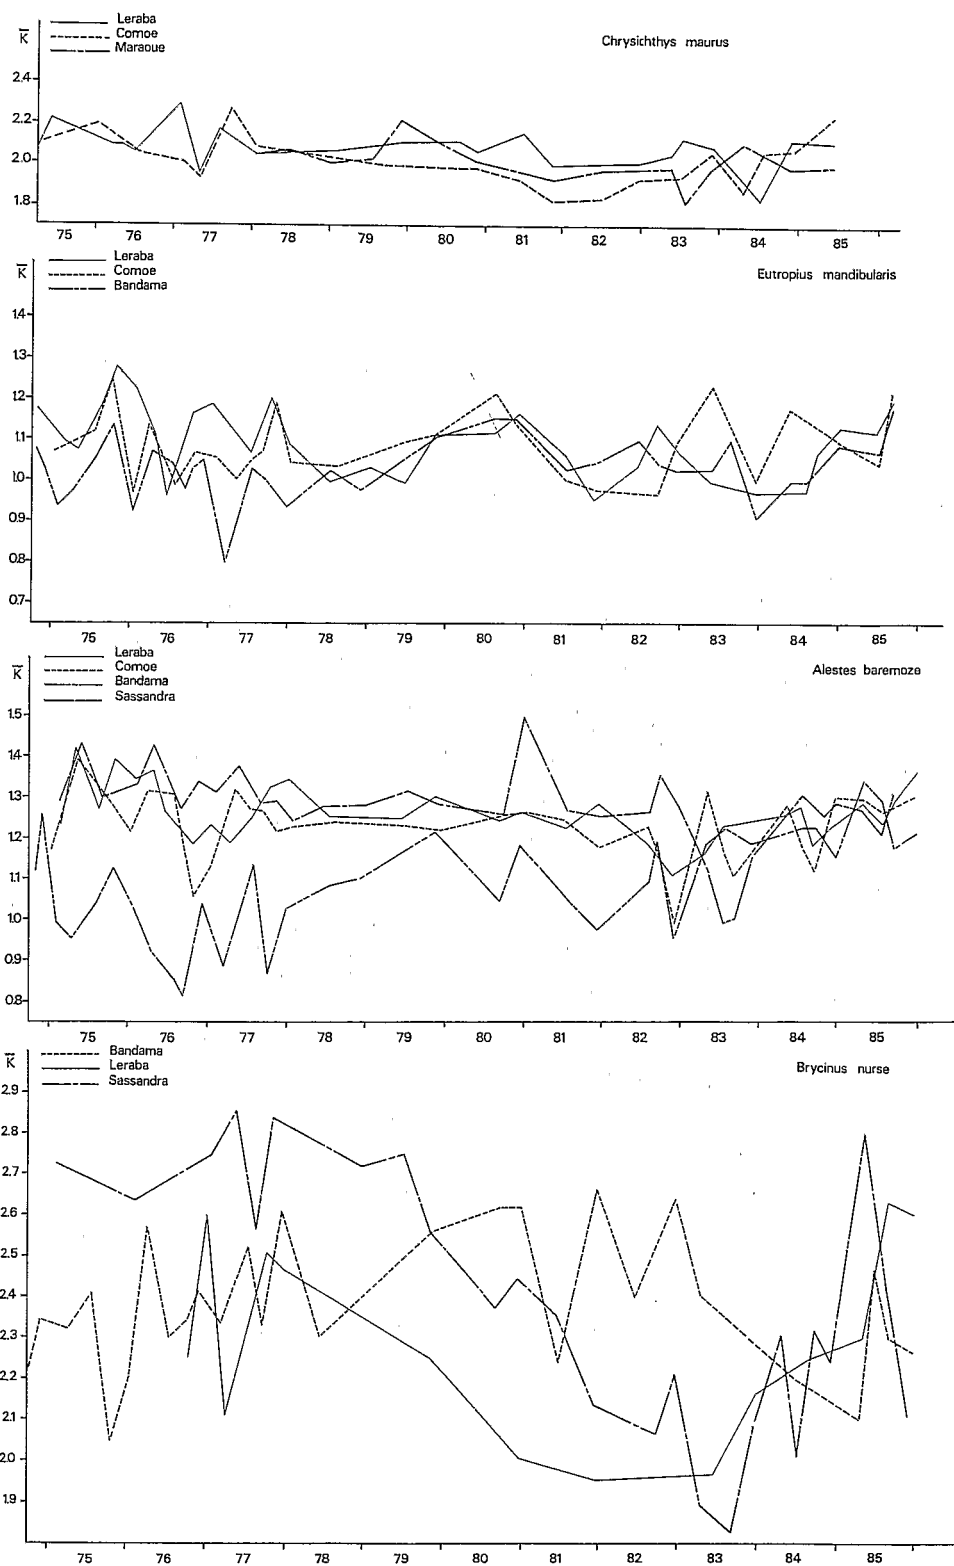 Leraba
K
Comoe
Chrysichthys maurus
Maraoue
2.4
2.2
2.0
1.8
75 76 77 78 79 80 81 82 83 84 85
Leraba
K
Comoe
Eutropius mandibularis
Bandama
1.4
1.3
1.2
1.1
1.0
0.9
0.8
0.7
75 76 77 78 79 80 81 82 83 84 85
Leraba
K
Comoe
Alestes baremoze
Bandama
Sassandra
1.5
1.4
1.3
1.2
1.1
1.0
0.9
0.8
75 76 77 78 79 80 81 82 83 84 85
Bandama
K
Leraba
Brycinus nurse
Sassandra
2.9
2.8
2.7
2.6
2.5
2.4
2.3
2.2
2.1
2.0
1.9
75 76 77 78 79 80 81 82 83 84 85